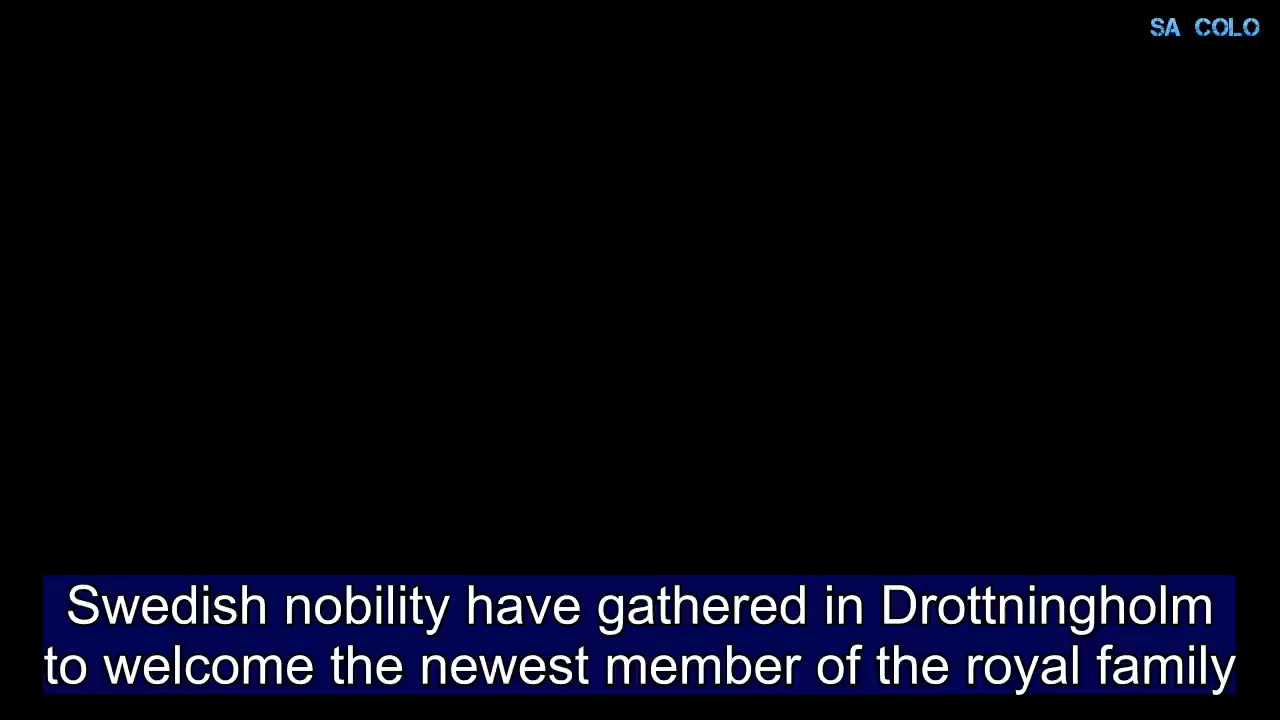 SA COLO
Swedish nobility have gathered in Drottningholm
to welcome the newest member of the royal family